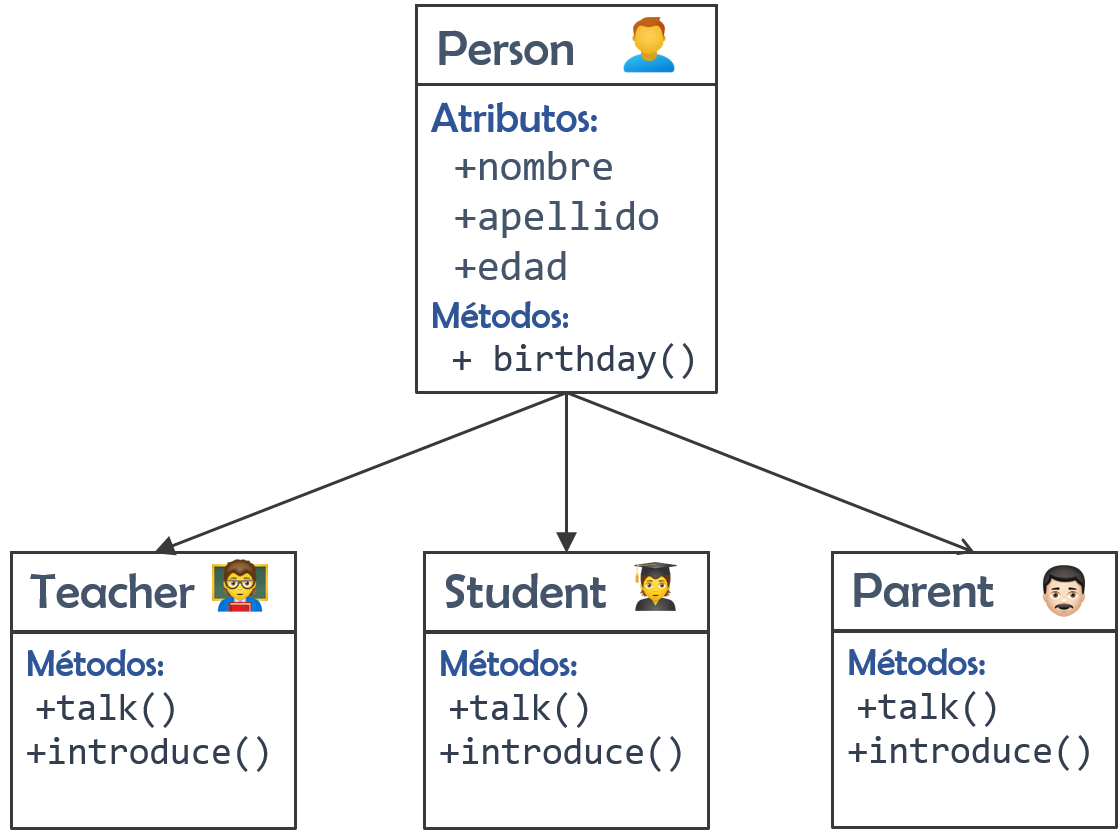 Person
Atributos:
+nombre
+apellido
+edad
Métodos:
+ birthday()
Teacher
Métodos:
+talk()
+introduce()
Student
Métodos:
+talk()
+introduce()
Parent
Métodos:
+talk()
+introduce()